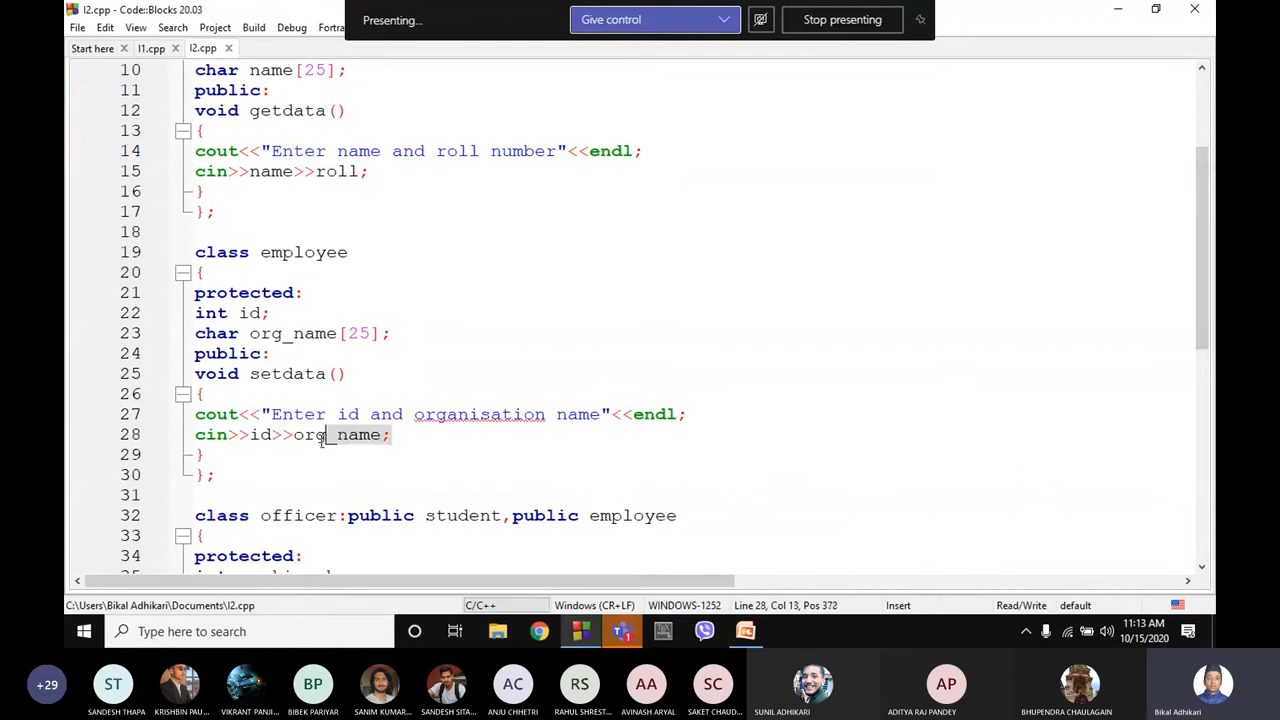 I2.cpp - Code::Blocks 20.03
Presenting...
Give control
Stop presenting
File Edit View Search Project Build Debug Fortra
Start here I1.cpp I2.cpp
10 char name[25];
11 public:
12 void getdata()
13 {
14 cout<<"Enter name and roll number"<<endl;
15 cin>>name>>roll;
16 }
17 };
18
19 class employee
20 {
21 protected:
22 int id;
23 char org_name[25];
24 public:
25 void setdata()
26 {
27 cout<<"Enter id and organisation name"<<endl;
28 cin>>id>>org_name;
29 }
30 };
31
32 class officer:public student,public employee
33 {
34 protected:
C:\Users\Bikal Adhikari\Documents\I2.cpp C/C++ Windows (CR+LF) WINDOWS-1252 Line 28, Col 13, Pos 372 Insert Read/Write default
Type here to search
11:13 AM
10/15/2020
+29 ST BP AC RS AA SC AP
SANDESH THAPA KRISHBIN PAU... VIKRANT PANJI... BIBEK PARIYAR SANIM KUMAR... SANDESH SITA... ANJU CHHETRI RAHUL SHREST... AVINASH ARYAL SAKET CHAUD... SUNIL ADHIKARI ADITYA RAJ PANDEY BHUPENDRA CHAULAGAIN Bikal Adhikari